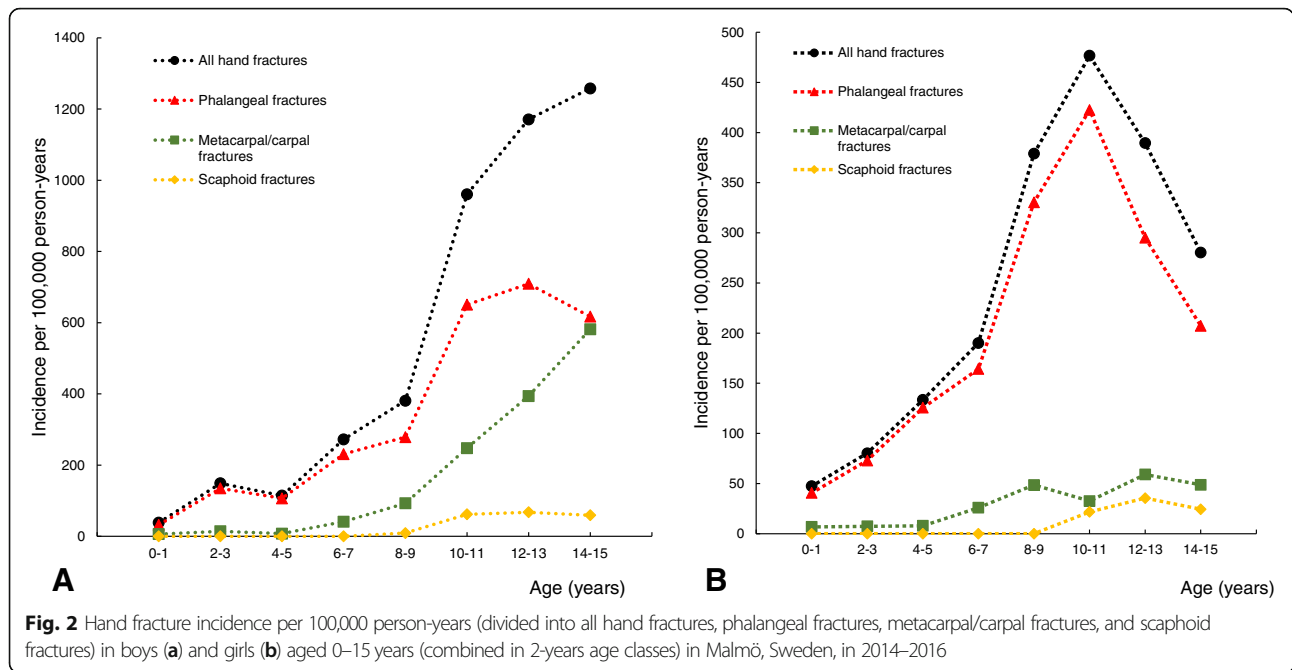 1400
1200
1000
800
600
400
200
0
Incidence per 100,000 person-years
All hand fractures
Phalangeal fractures
Metacarpal/carpal
fractures
Scaphoid fractures
0-1 2-3 4-5 6-7 8-9 10-11 12-13 14-15
A
Age (years)
500
450
400
350
300
250
200
150
100
50
0
Incidence per 100,000 person-years
All hand fractures
Phalangeal fractures
Metacarpal/carpal
fractures
Scaphoid fractures
0-1 2-3 4-5 6-7 8-9 10-11 12-13 14-15
B
Age (years)
Fig. 2 Hand fracture incidence per 100,000 person-years (divided into all hand fractures, phalangeal fractures, metacarpal/carpal fractures, and scaphoid
fractures) in boys (a) and girls (b) aged 0–15 years (combined in 2-years age classes) in Malmö, Sweden, in 2014–2016